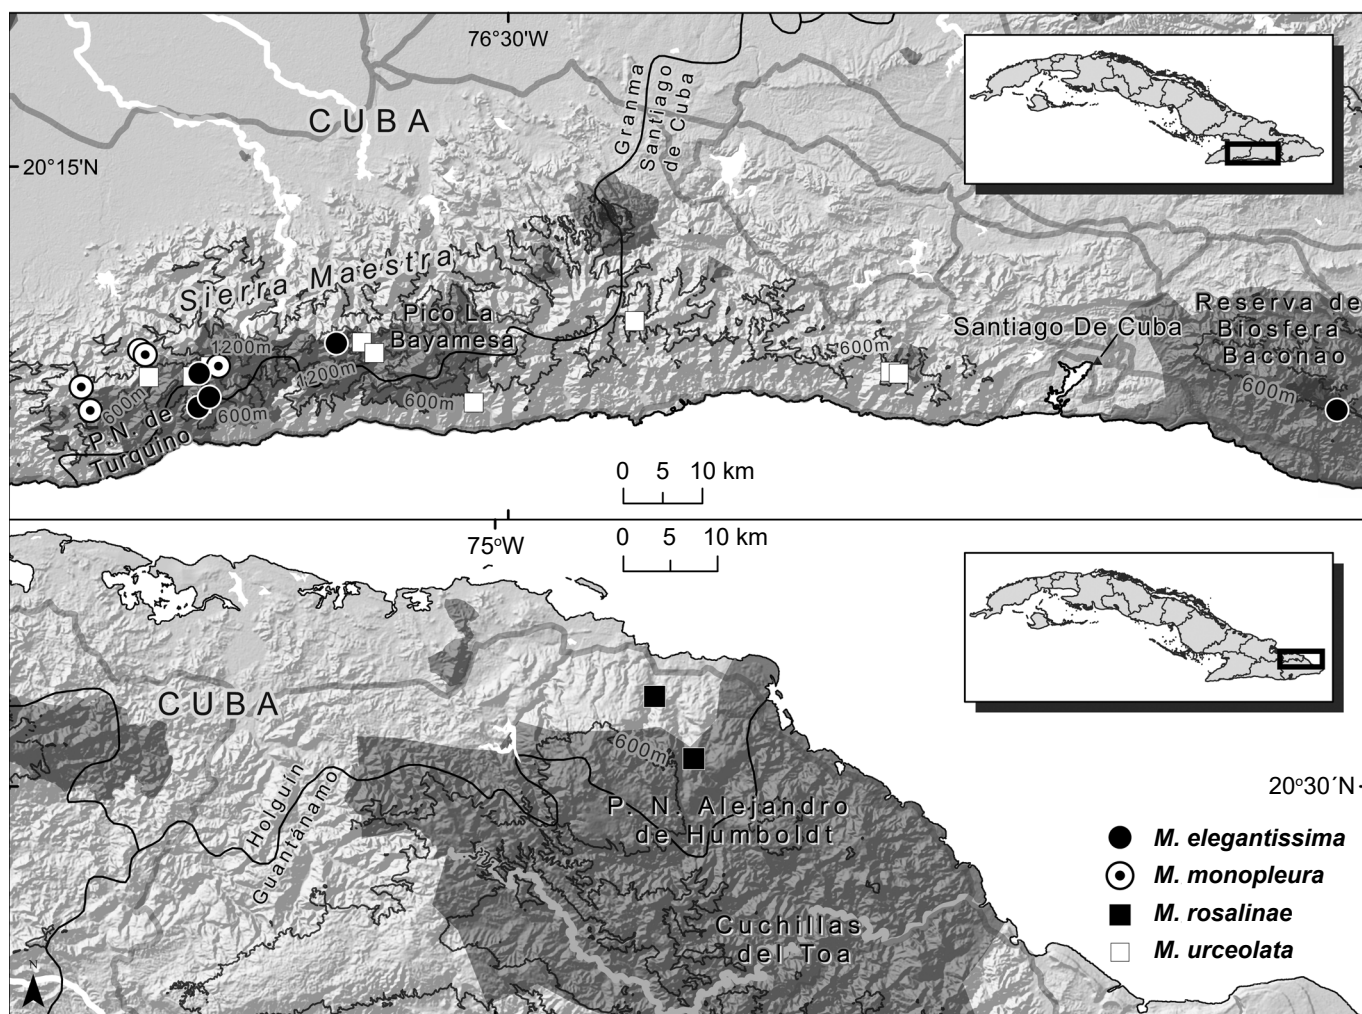 76°30'W
CUBA
Granma
Santiago
de Cuba
20°15'N
Sierra Maestra
Pico La
Bayamesa
1200m
1200m
600m
600m
600m
P.N. de
Turquino
600m
Santiago De Cuba
Reserva de
Biosfera
Baconao
600m
0 5 10 km
0 5 10 km
75°W
CUBA
Holguín
Guantánamo
600m
P. N. Alejandro
de Humboldt
Cuchillas
del Toa
20°30´N
M. elegantissima
M. monopleura
M. rosalinae
M. urceolata
N